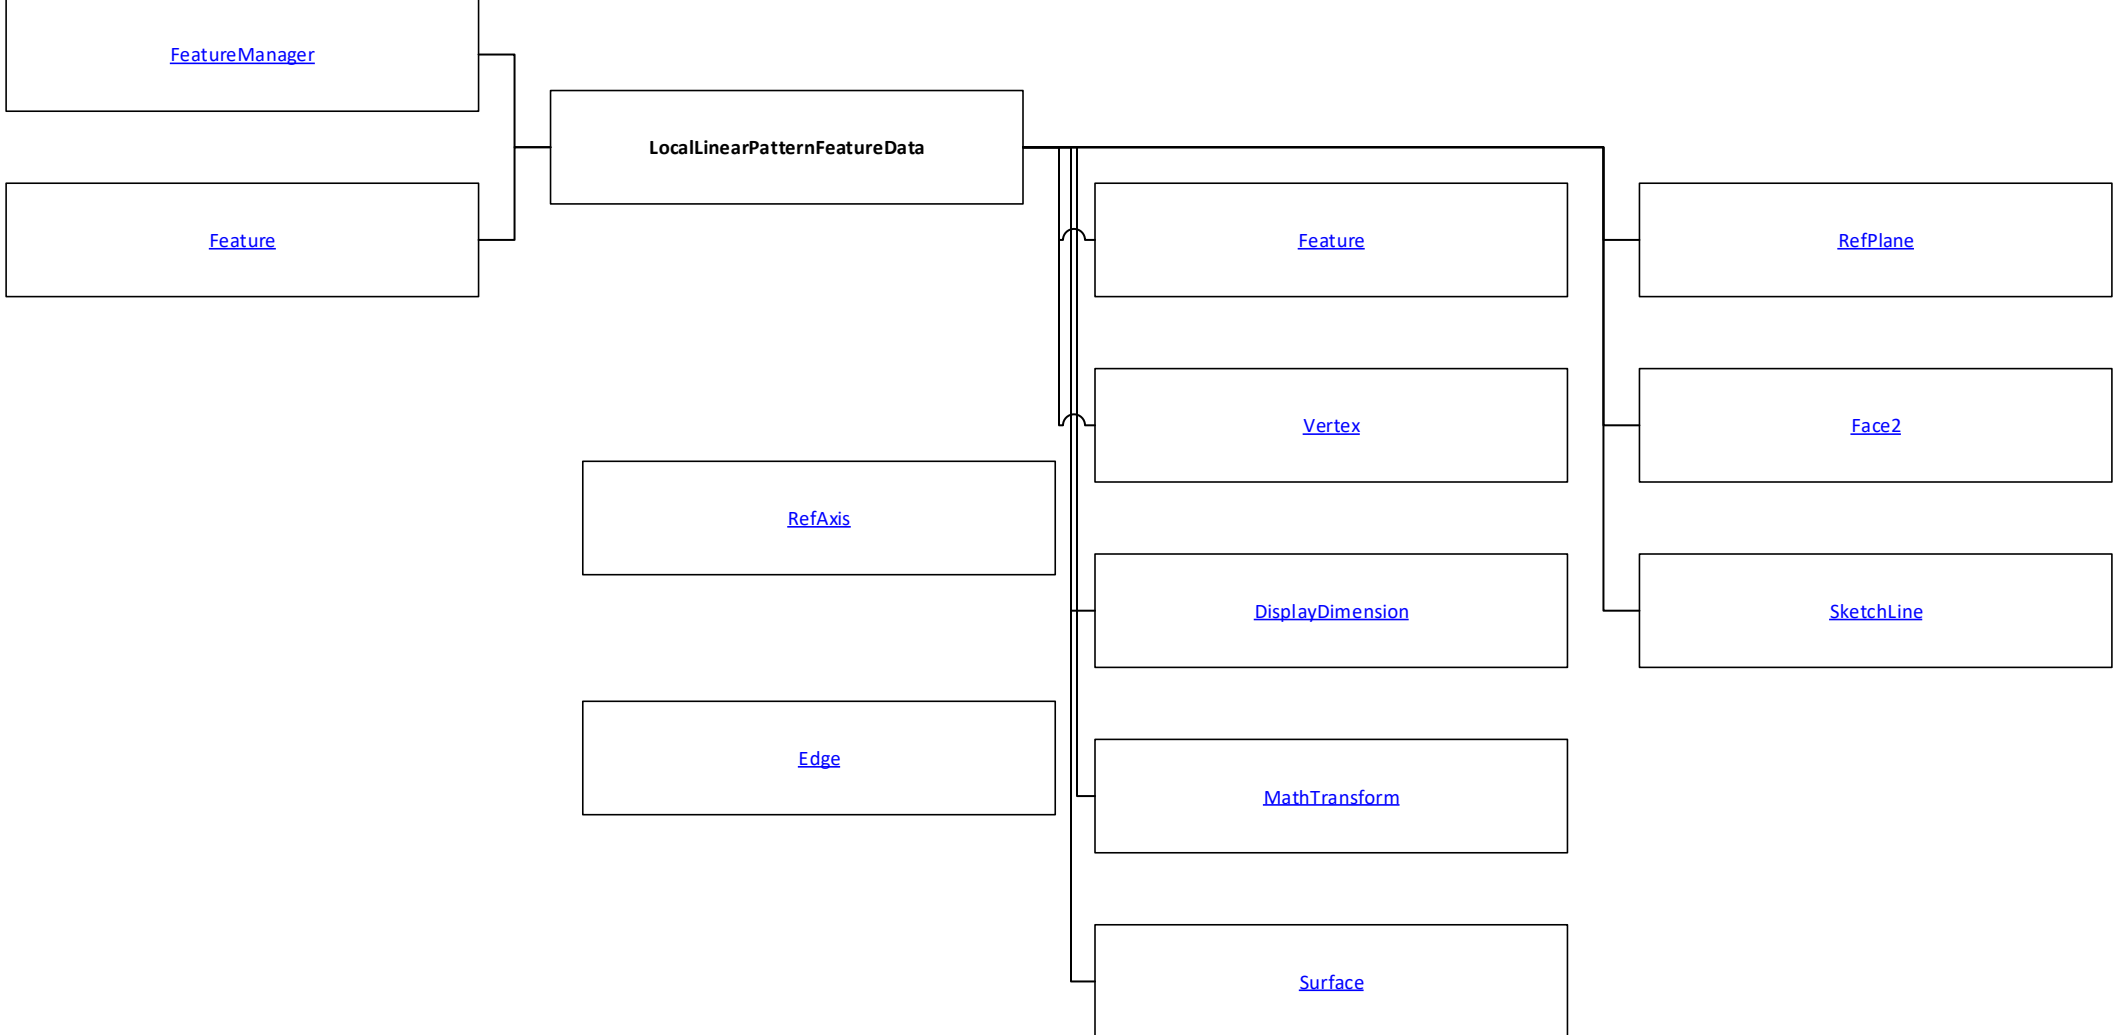 FeatureManager
LocalLinearPatternFeatureData
Feature
Feature
RefPlane
Vertex
Face2
RefAxis
DisplayDimension
SketchLine
Edge
MathTransform
Surface